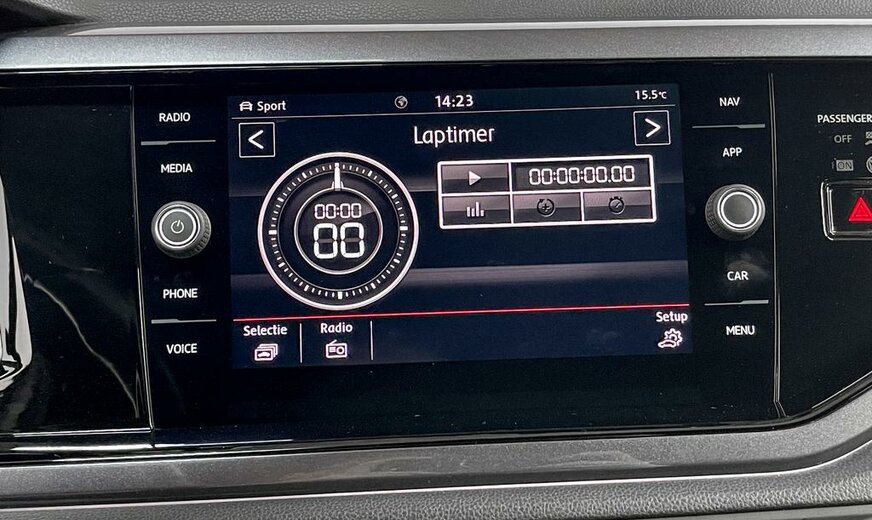 RADIO
MEDIA
PHONE
VOICE
Sport
14:23
15.5°C
Laptimer
00:00
00
00:00:00.00
Selectie
Radio
Setup
NAV
APP
CAR
MENU
PASSENGER
OFF
ON